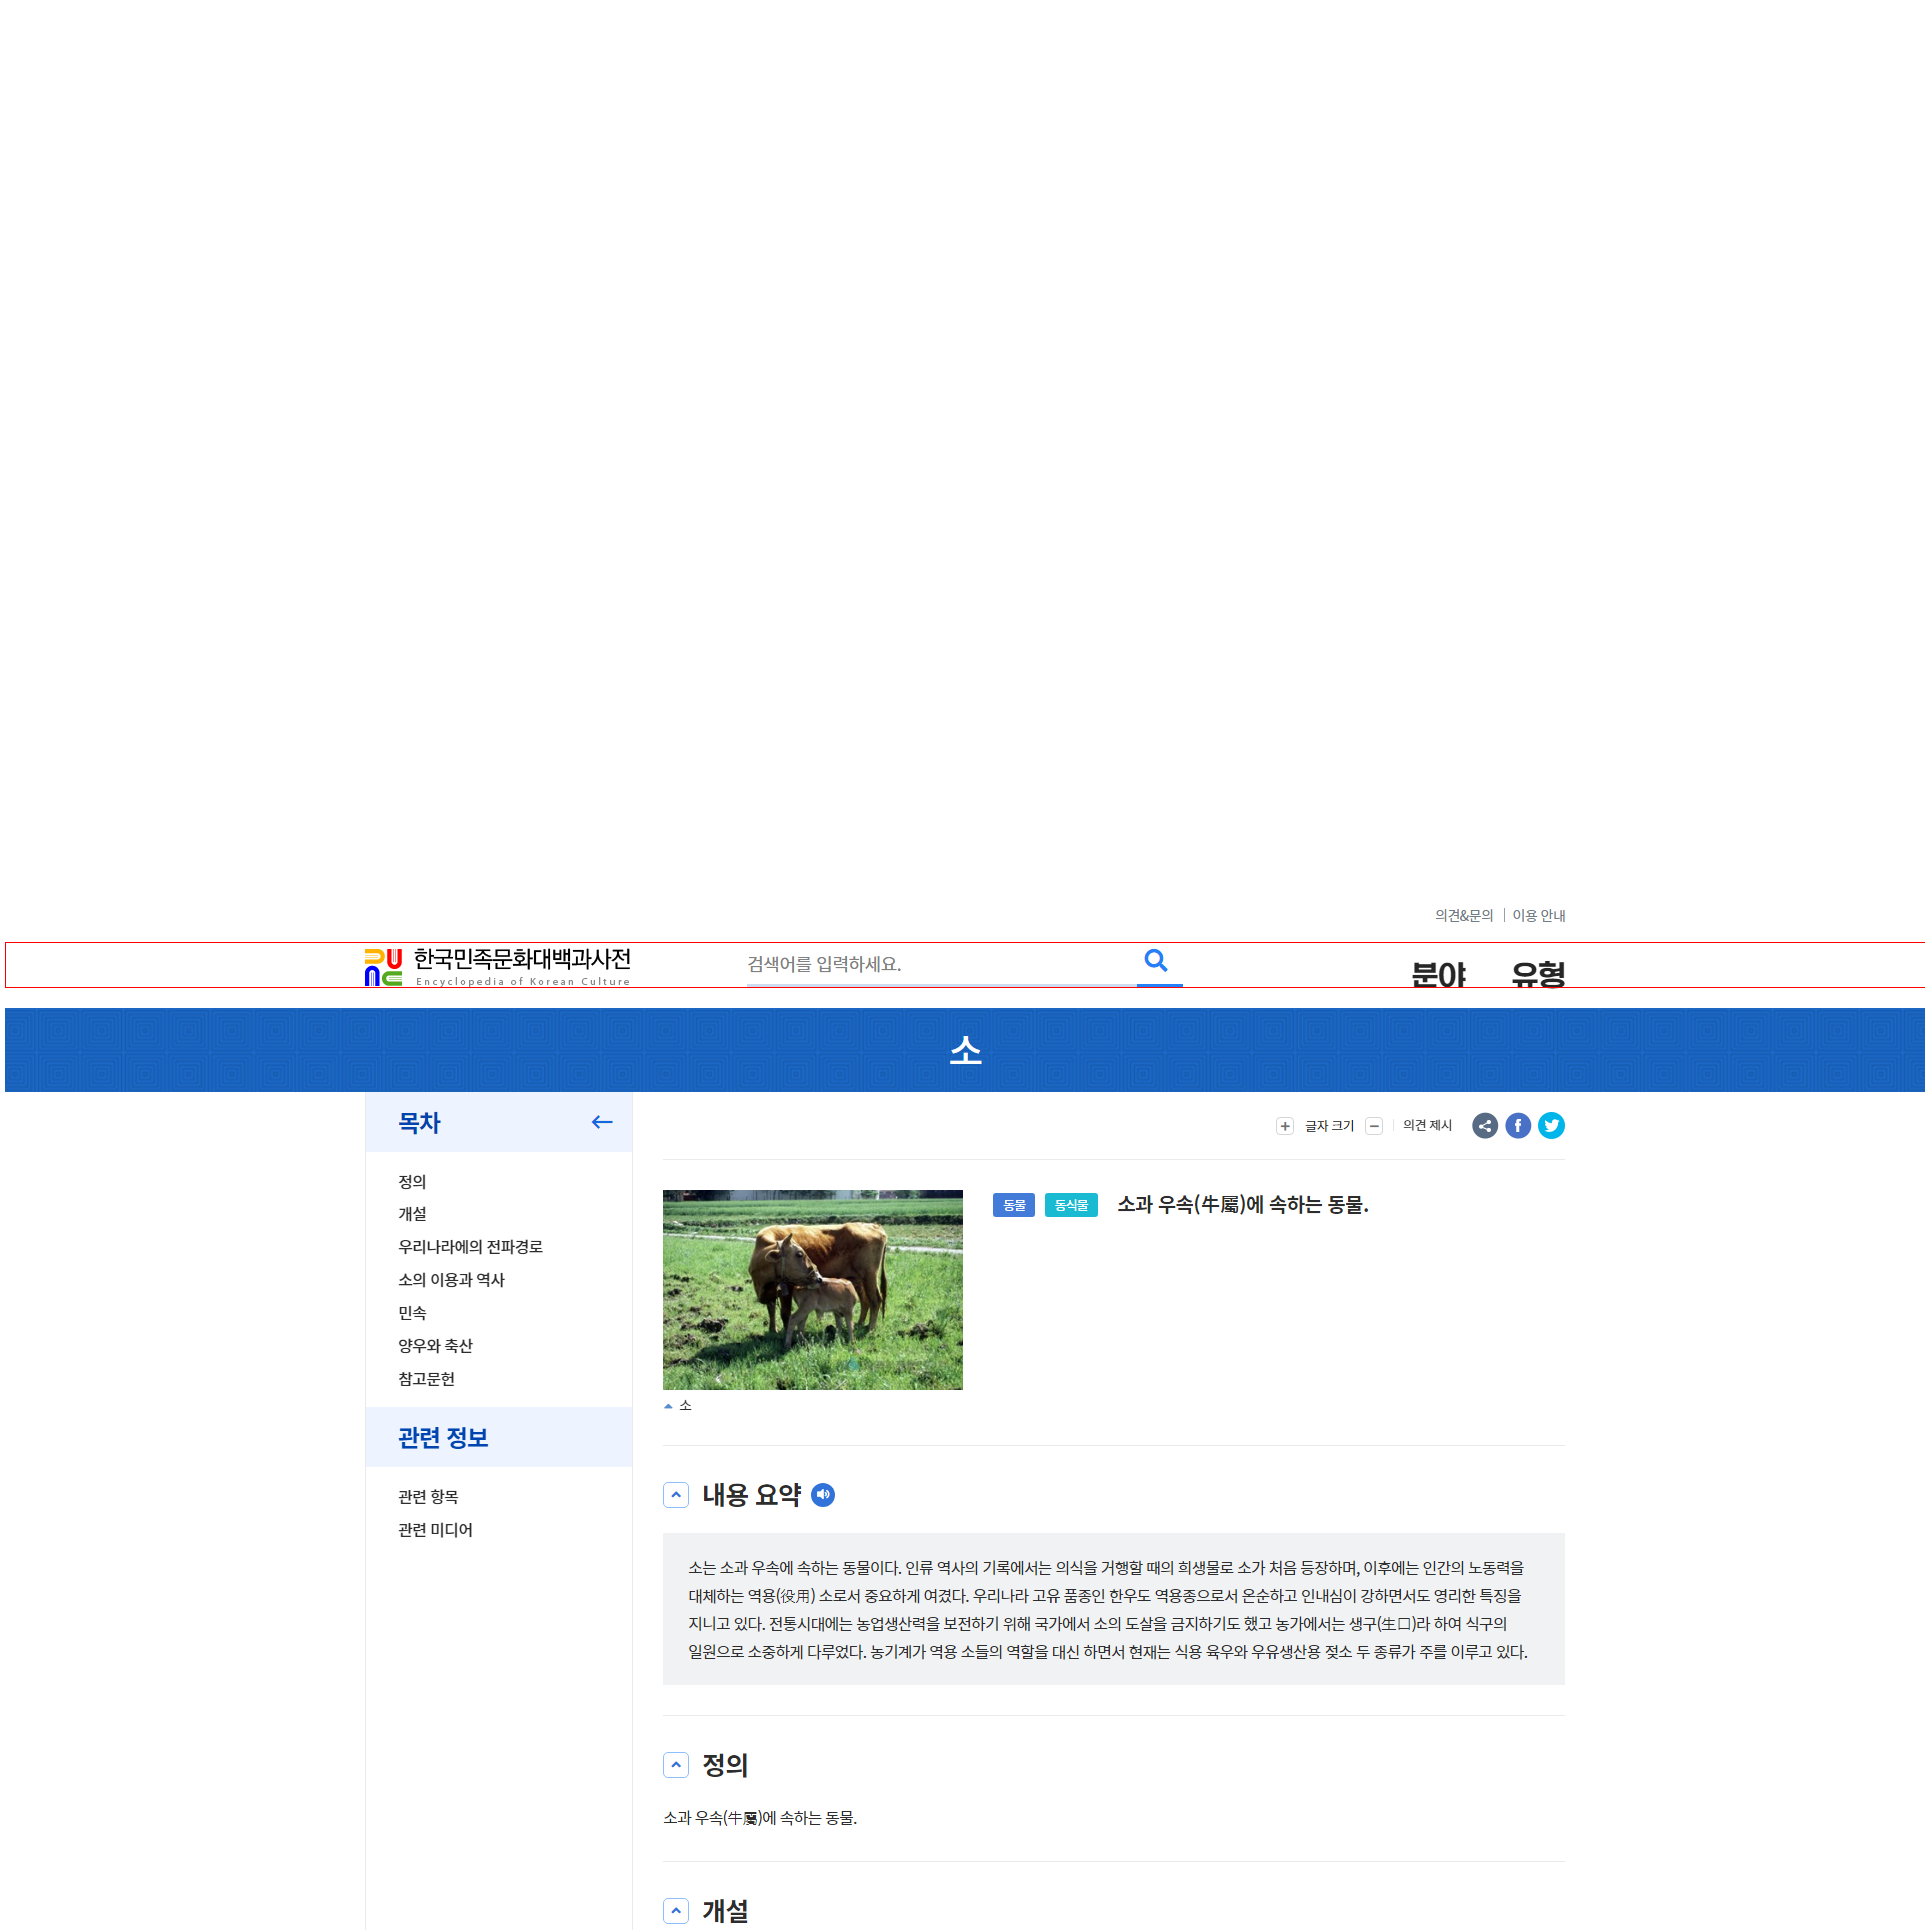 의견&문의
이용 안내
한국민족문화대백과사전
Encyclopedia of Korean Culture
검색어를 입력하세요.
분야
유형
소
목차
정의
개설
우리나라에의 전파경로
소의 이용과 역사
민속
양우와 축산
참고문헌
관련 정보
관련 항목
관련 미디어
글자 크기
의견 제시
동물
동식물
소과 우속(牛屬)에 속하는 동물.
소
내용 요약
소는 소과 우속에 속하는 동물이다. 인류 역사의 기록에서는 의식을 거행할 때의 희생물로 소가 처음 등장하며, 이후에는 인간의 노동력을
대체하는 역용(役用) 소로서 중요하게 여겼다. 우리나라 고유 품종인 한우도 역용종으로서 온순하고 인내심이 강하면서도 영리한 특징을
지니고 있다. 전통시대에는 농업생산력을 보전하기 위해 국가에서 소의 도살을 금지하기도 했고 농가에서는 생구(生口)라 하여 식구의
일원으로 소중하게 다루었다. 농기계가 역용 소들의 역할을 대신 하면서 현재는 식용 육우와 우유생산용 젖소 두 종류가 주를 이루고 있다.
정의
소과 우속(牛屬)에 속하는 동물.
개설